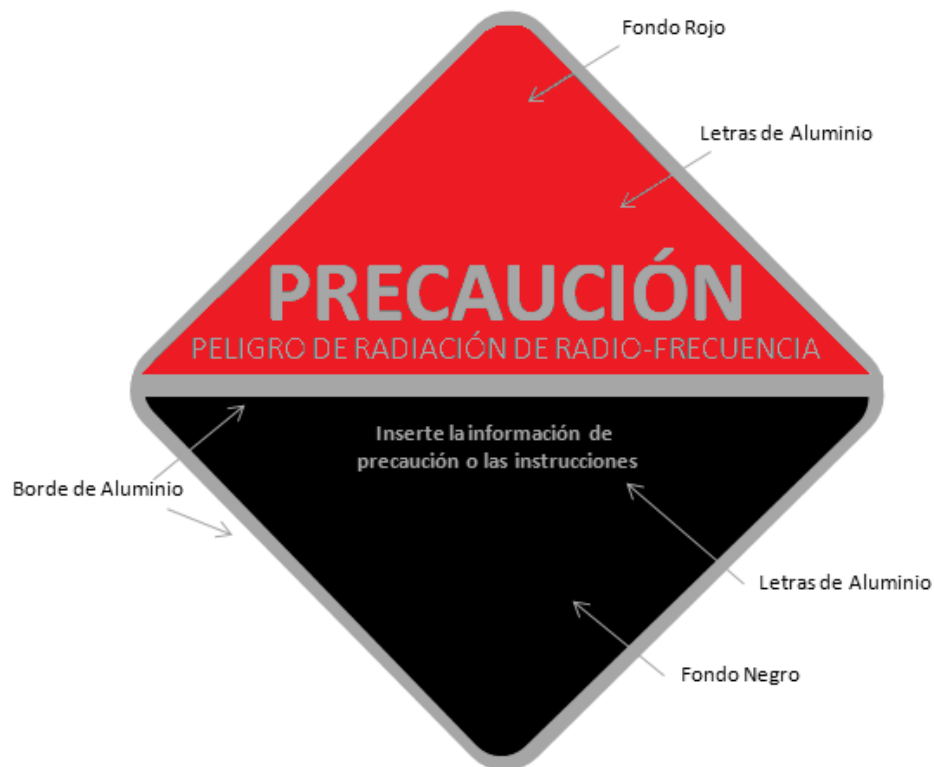 Fondo Rojo
Letras de Aluminio
PRECAUCIÓN
PELIGRO DE RADIACIÓN DE RADIO-FRECUENCIA
Inserte la información de
precaución o las instrucciones
Borde de Aluminio
Letras de Aluminio
Fondo Negro